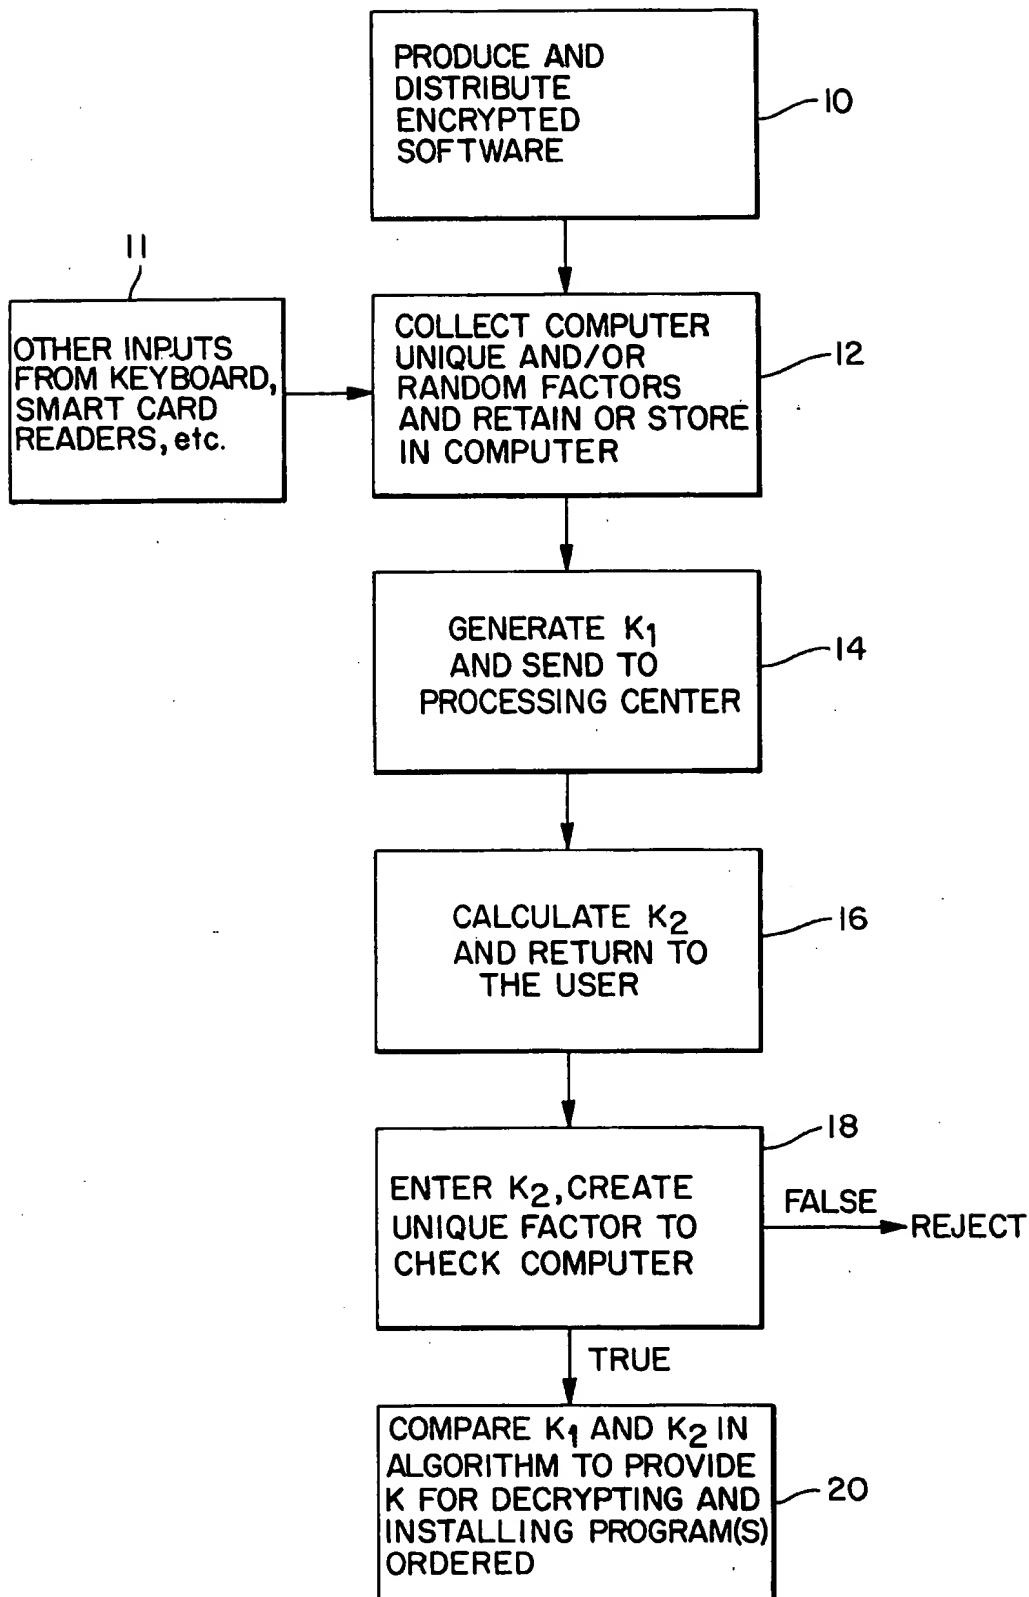 PRODUCE AND
DISTRIBUTE
ENCRYPTED
SOFTWARE
10
11
OTHER INPUTS
FROM KEYBOARD,
SMART CARD
READERS, etc.
COLLECT COMPUTER
UNIQUE AND/OR
RANDOM FACTORS
AND RETAIN OR STORE
IN COMPUTER
12
GENERATE K1
AND SEND TO
PROCESSING CENTER
14
CALCULATE K2
AND RETURN TO
THE USER
16
18
ENTER K2, CREATE
UNIQUE FACTOR TO
CHECK COMPUTER
FALSE
REJECT
TRUE
COMPARE K1 AND K2 IN
ALGORITHM TO PROVIDE
K FOR DECRYPTING AND
INSTALLING PROGRAM(S)
ORDERED
20